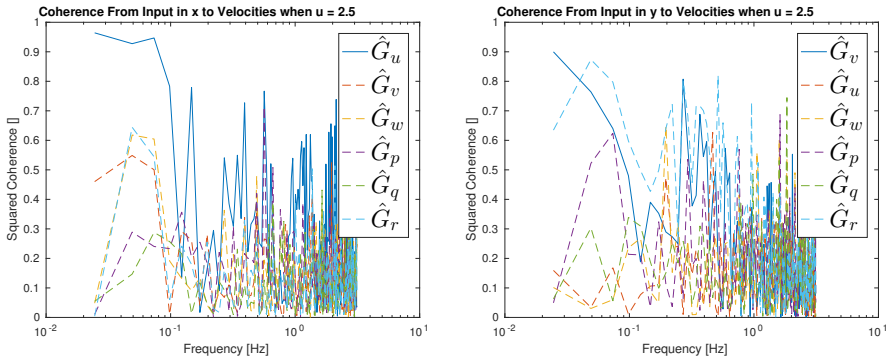 Coherence From Input in x to Velocities when u = 2.5
Squared Coherence []
1
0.9
0.8
0.7
0.6
0.5
0.4
0.3
0.2
0.1
0
10^-2
10^-1
10^0
10^1
Frequency [Hz]
Ĝ_u
Ĝ_v
Ĝ_w
Ĝ_p
Ĝ_q
Ĝ_r
Coherence From Input in y to Velocities when u = 2.5
Squared Coherence []
1
0.9
0.8
0.7
0.6
0.5
0.4
0.3
0.2
0.1
0
10^-2
10^-1
10^0
10^1
Frequency [Hz]
Ĝ_v
Ĝ_u
Ĝ_w
Ĝ_p
Ĝ_q
Ĝ_r